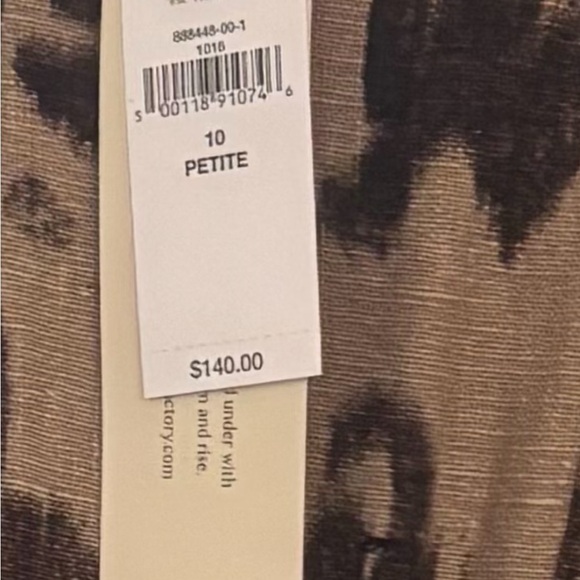 888448-00-1
1016
5 00118 91074 6
10
PETITE
$140.00
under with
and rise.
ctory.com